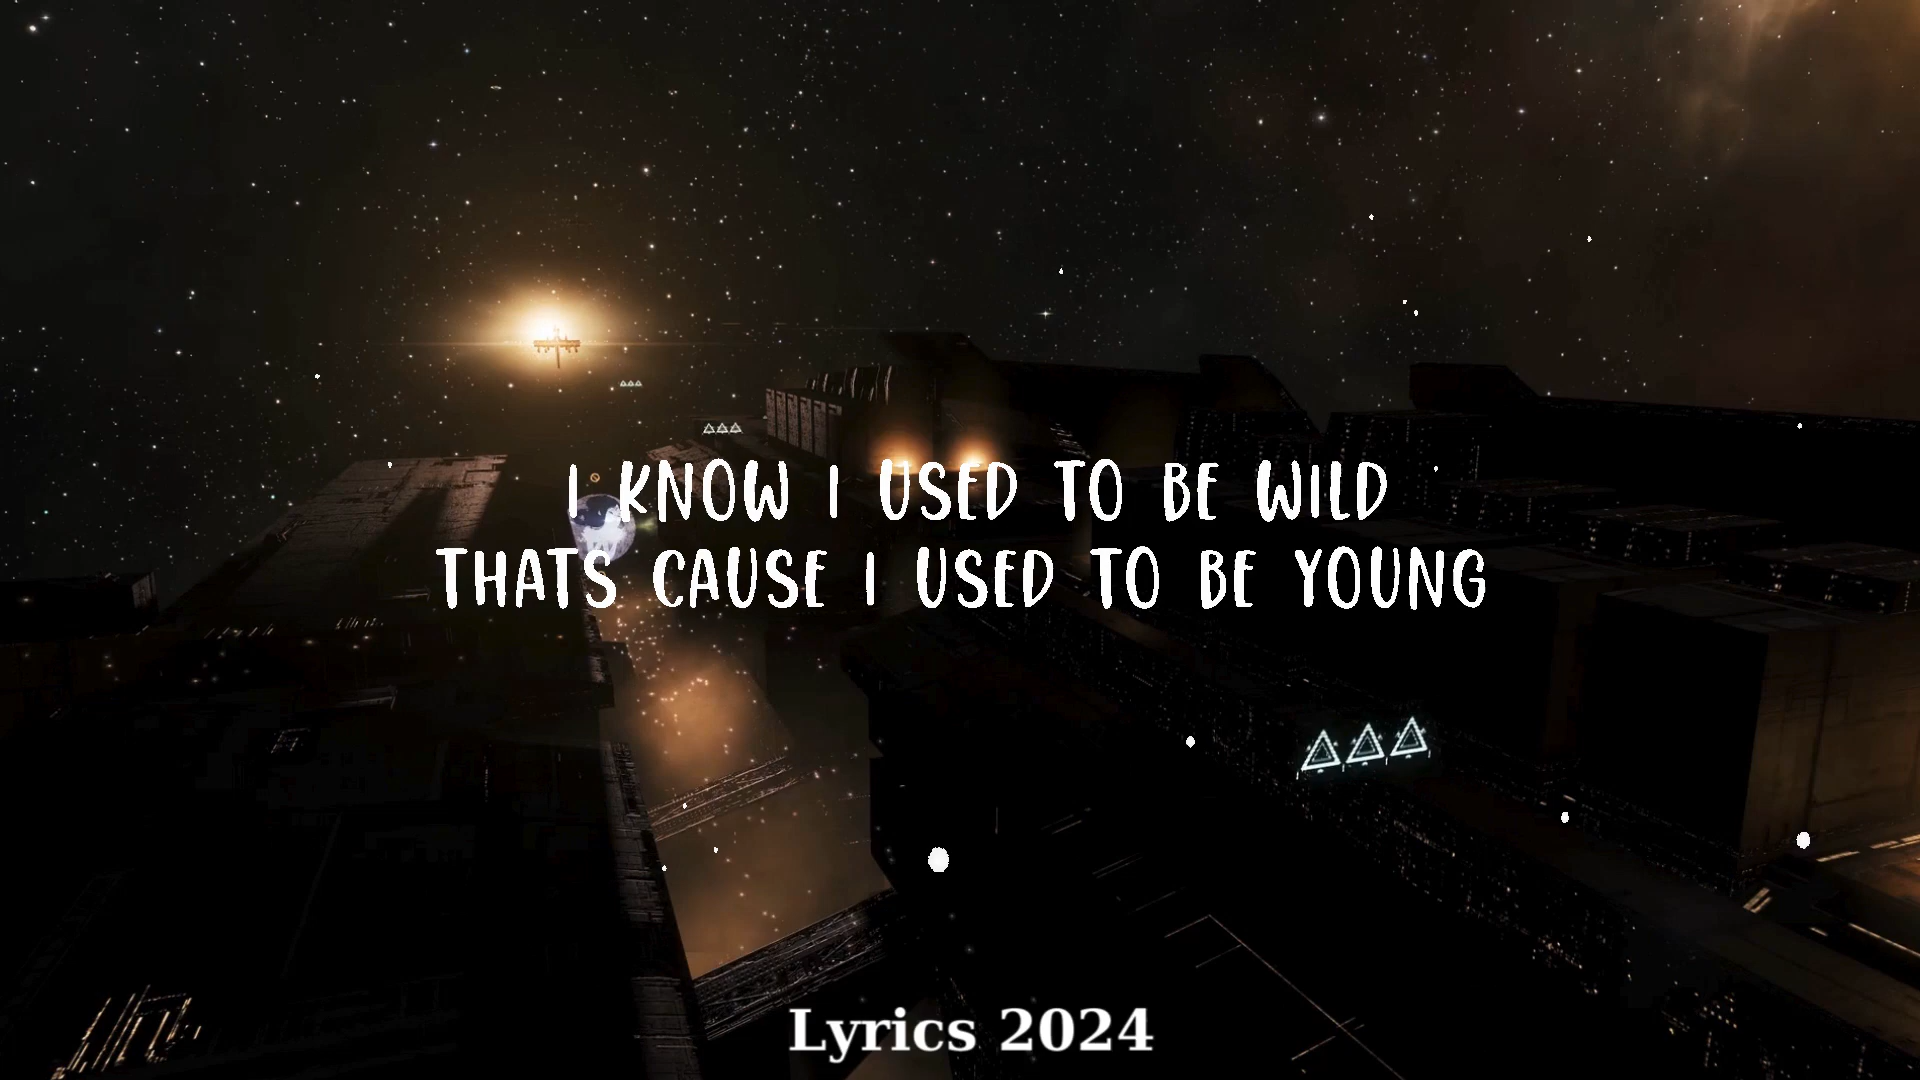 I KNOW I USED TO BE WILD
THATS CAUSE I USED TO BE YOUNG
Lyrics 2024